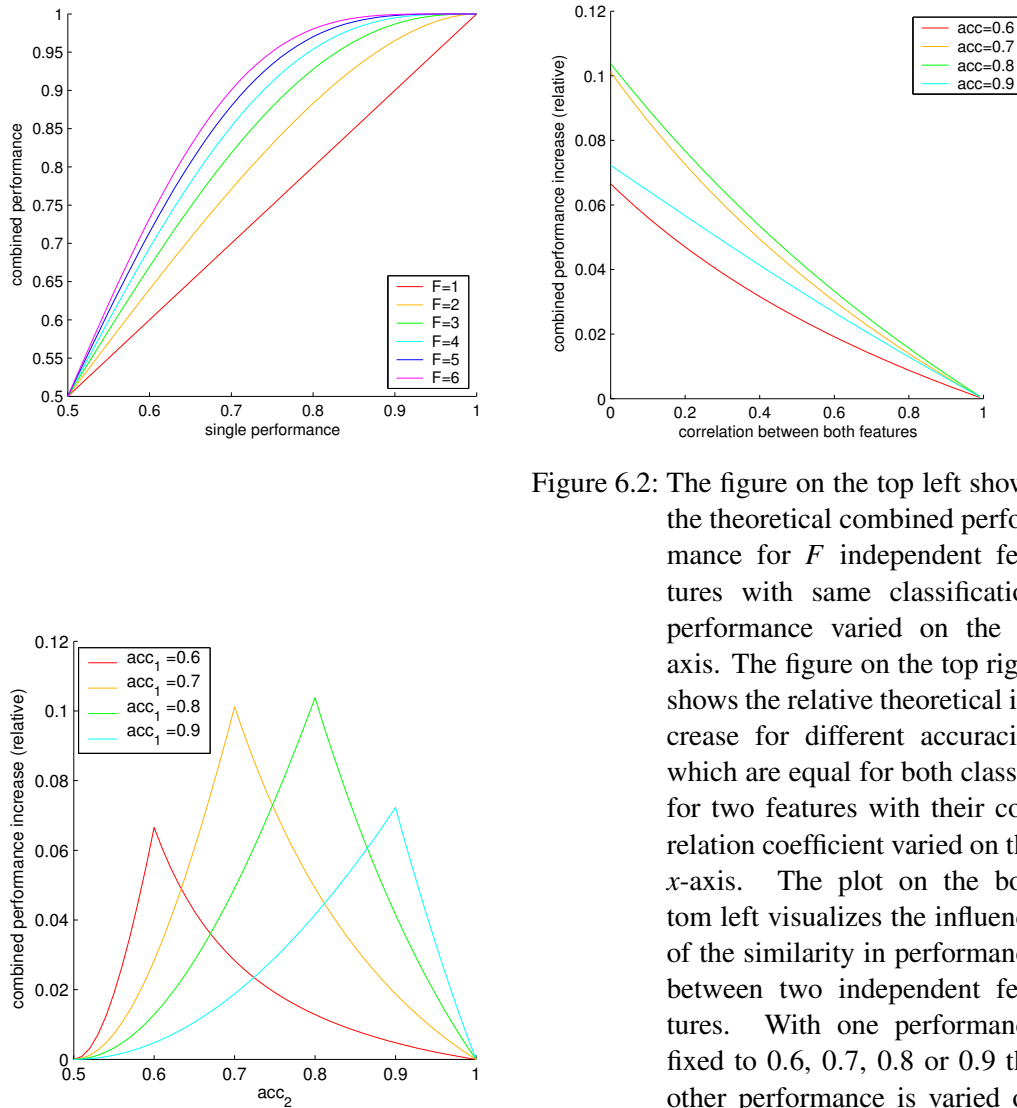 1
0.95
0.9
0.85
0.8
0.75
0.7
0.65
0.6
0.55
0.5
combined performance
0.5 0.6 0.7 0.8 0.9 1
single performance
F=1
F=2
F=3
F=4
F=5
F=6
0.12
0.1
0.08
0.06
0.04
0.02
0
combined performance increase (relative)
0 0.2 0.4 0.6 0.8 1
correlation between both features
acc=0.6
acc=0.7
acc=0.8
acc=0.9
0.12
0.1
0.08
0.06
0.04
0.02
0
combined performance increase (relative)
0.5 0.6 0.7 0.8 0.9 1
acc2
acc1 =0.6
acc1 =0.7
acc1 =0.8
acc1 =0.9
Figure 6.2: The figure on the top left show
the theoretical combined perfo
mance for F independent fe
tures with same classificatio
performance varied on the
axis. The figure on the top rig
shows the relative theoretical i
crease for different accuraci
which are equal for both class
for two features with their co
relation coefficient varied on th
x-axis. The plot on the bo
tom left visualizes the influenc
of the similarity in performanc
between two independent fe
tures. With one performanc
fixed to 0.6, 0.7, 0.8 or 0.9 th
other performance is varied o